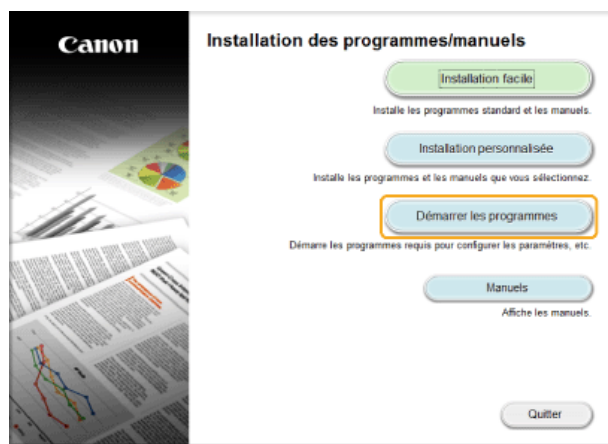 Canon
Installation des programmes/manuels
Installation facile
Installe les programmes standard et les manuels.
Installation personnalisée
Installe les programmes et les manuels que vous sélectionnez.
Démarrer les programmes
Démarre les programmes requis pour configurer les paramètres, etc.
Manuels
Affiche les manuels.
Quitter